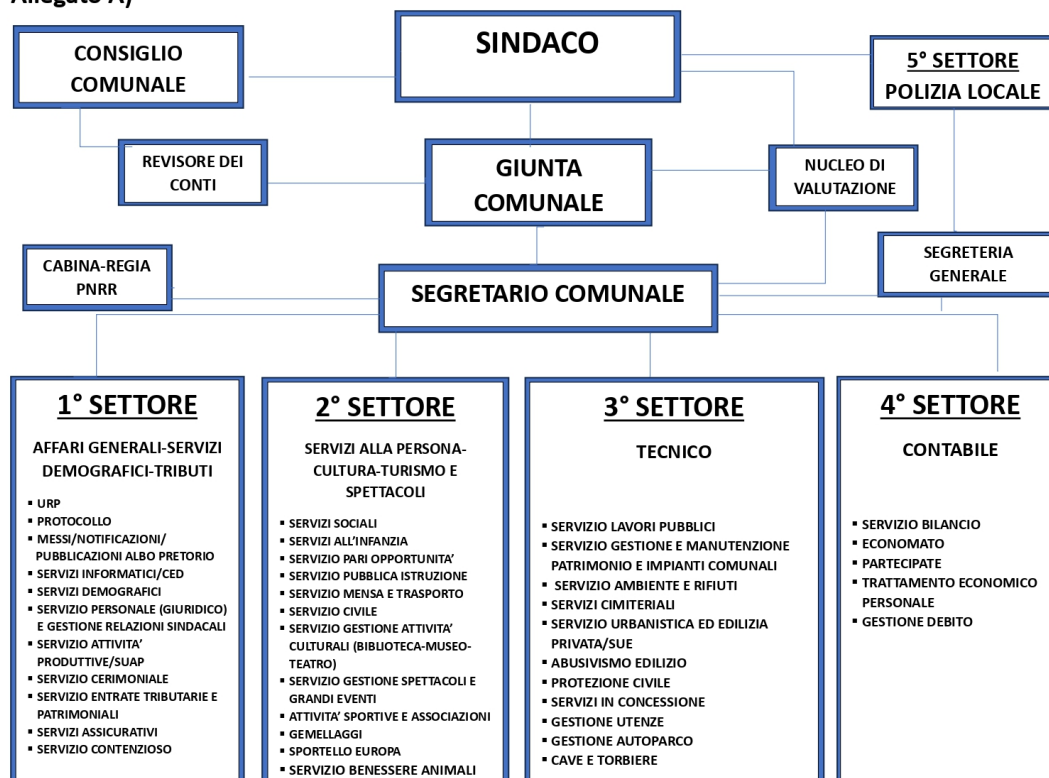 Allegato A)
SINDACO
CONSIGLIO
COMUNALE
5° SETTORE
POLIZIA LOCALE
REVISORE DEI
CONTI
GIUNTA
COMUNALE
NUCLEO DI
VALUTAZIONE
CABINA-REGIA
PNRR
SEGRETARIO COMUNALE
SEGRETERIA
GENERALE
1° SETTORE
AFFARI GENERALI-SERVIZI
DEMOGRAFICI-TRIBUTI
▪ URP
▪ PROTOCOLLO
▪ MESSI/NOTIFICAZIONI/
PUBBLICAZIONI ALBO PRETORIO
▪ SERVIZI INFORMATICI/CED
▪ SERVIZI DEMOGRAFICI
▪ SERVIZIO PERSONALE (GIURIDICO)
E GESTIONE RELAZIONI SINDACALI
▪ SERVIZIO ATTIVITA’
PRODUTTIVE/SUAP
▪ SERVIZIO CERIMONIALE
▪ SERVIZIO ENTRATE TRIBUTARIE E
PATRIMONIALI
▪ SERVIZI ASSICURATIVI
▪ SERVIZIO CONTENZIOSO
2° SETTORE
SERVIZI ALLA PERSONA-
CULTURA-TURISMO E
SPETTACOLI
▪ SERVIZI SOCIALI
▪ SERVIZI ALL’INFANZIA
▪ SERVIZIO PARI OPPORTUNITA’
▪ SERVIZIO PUBBLICA ISTRUZIONE
▪ SERVIZIO MENSA E TRASPORTO
▪ SERVIZIO CIVILE
▪ SERVIZIO GESTIONE ATTIVITA’
CULTURALI (BIBLIOTECA-MUSEO-
TEATRO)
▪ SERVIZIO GESTIONE SPETTACOLI E
GRANDI EVENTI
▪ ATTIVITA’ SPORTIVE E ASSOCIAZIONI
▪ GEMELLAGGI
▪ SPORTELLO EUROPA
▪ SERVIZIO BENESSERE ANIMALI
3° SETTORE
TECNICO
▪ SERVIZIO LAVORI PUBBLICI
▪ SERVIZIO GESTIONE E MANUTENZIONE
PATRIMONIO E IMPIANTI COMUNALI
▪ SERVIZIO AMBIENTE E RIFIUTI
▪ SERVIZI CIMITERIALI
▪ SERVIZIO URBANISTICA ED EDILIZIA
PRIVATA/SUE
▪ ABUSIVISMO EDILIZIO
▪ PROTEZIONE CIVILE
▪ SERVIZI IN CONCESSIONE
▪ GESTIONE UTENZE
▪ GESTIONE AUTOPARCO
▪ CAVE E TORBIERE
4° SETTORE
CONTABILE
▪ SERVIZIO BILANCIO
▪ ECONOMATO
▪ PARTECIPATE
▪ TRATTAMENTO ECONOMICO
PERSONALE
▪ GESTIONE DEBITO